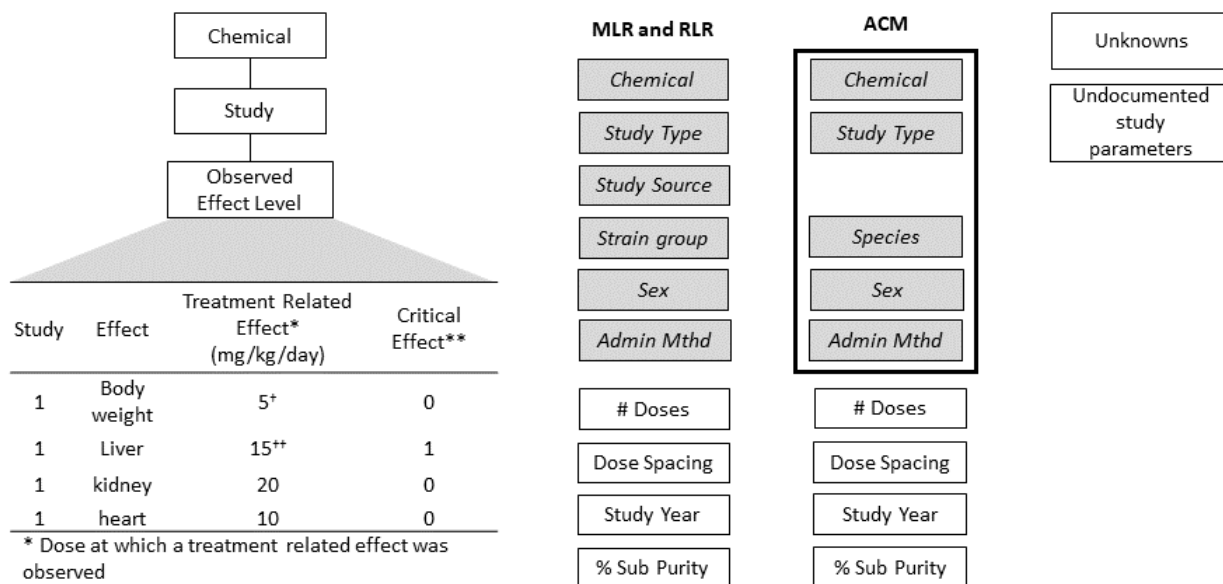 Chemical
Study
Observed
Effect Level
Study
Effect
Treatment Related
Effect*
(mg/kg/day)
Critical
Effect**
1 Body weight 5⁺ 0
1 Liver 15⁺⁺ 1
1 kidney 20 0
1 heart 10 0
* Dose at which a treatment related effect was
observed
MLR and RLR
Chemical
Study Type
Study Source
Strain group
Sex
Admin Mthd
# Doses
Dose Spacing
Study Year
% Sub Purity
ACM
Chemical
Study Type
Species
Sex
Admin Mthd
# Doses
Dose Spacing
Study Year
% Sub Purity
Unknowns
Undocumented
study
parameters